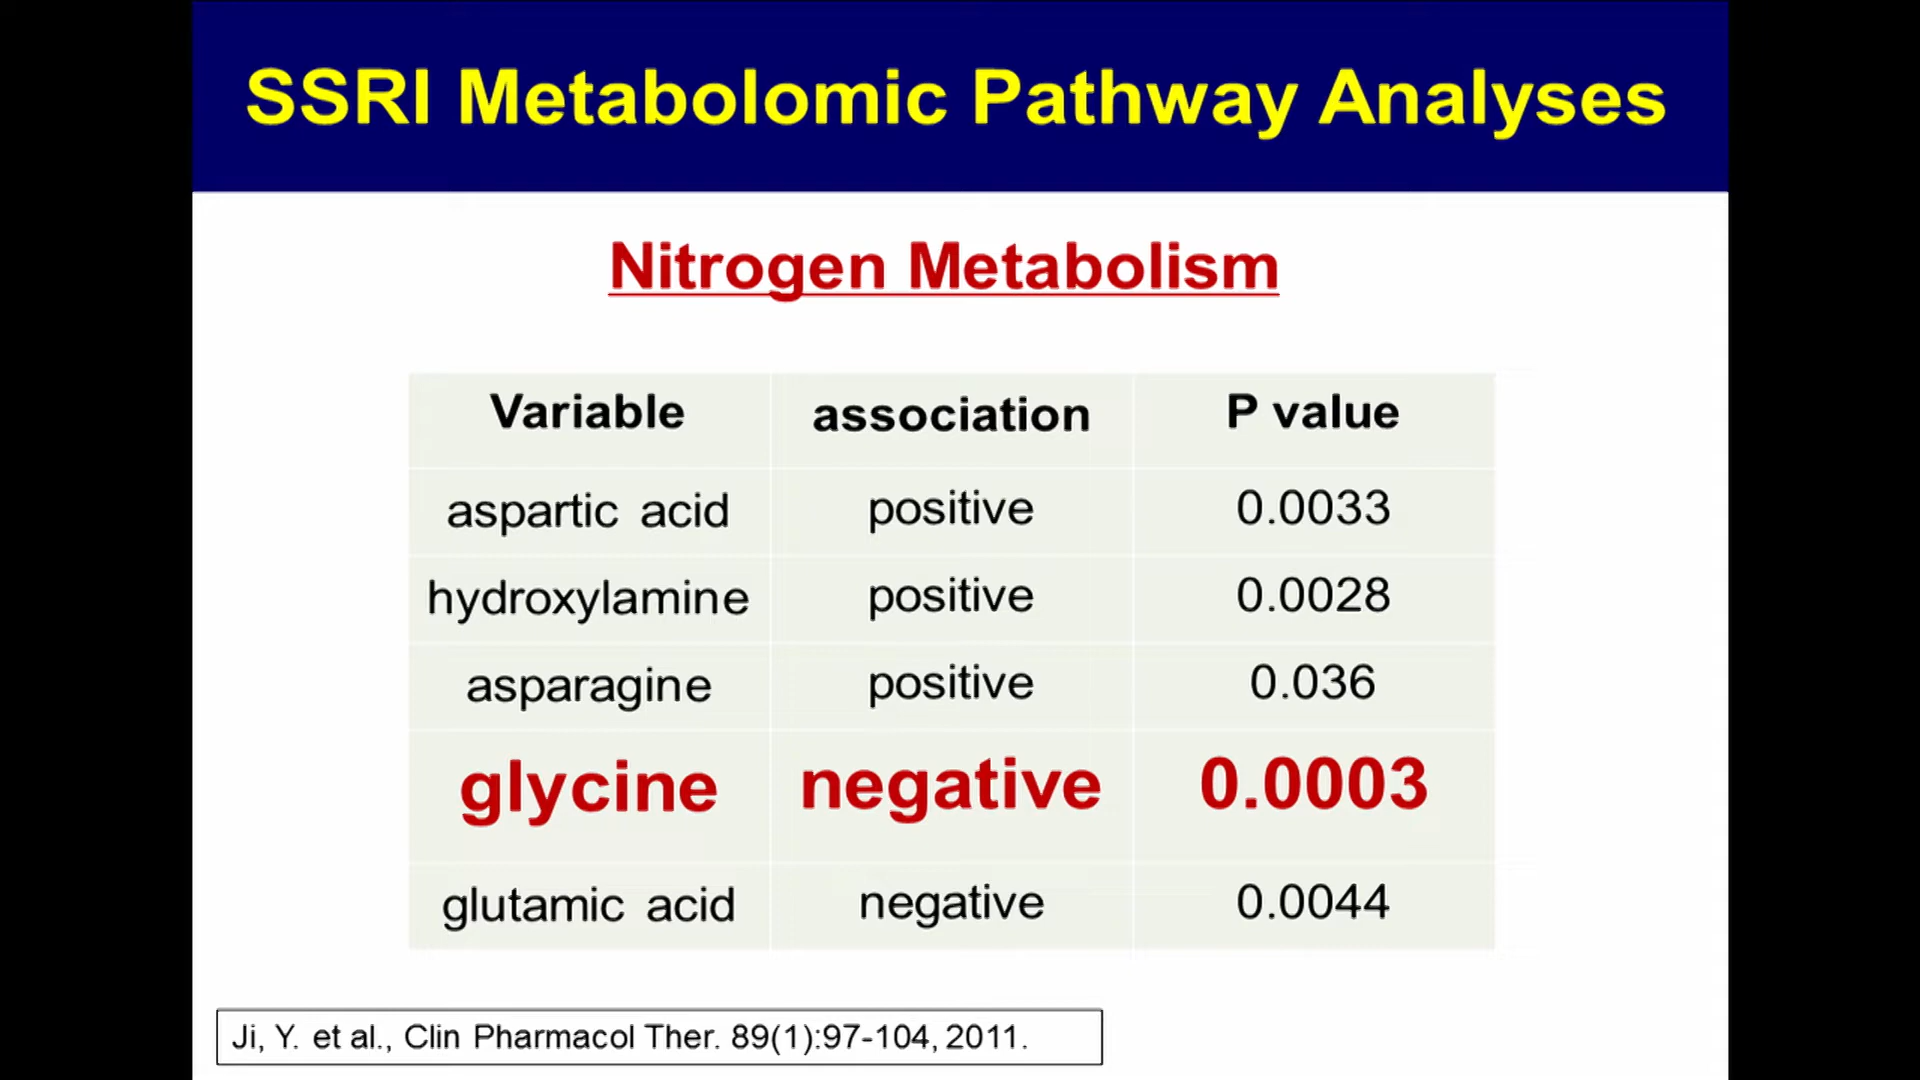 SSRI Metabolomic Pathway Analyses
Nitrogen Metabolism
Variable association P value
aspartic acid positive 0.0033
hydroxylamine positive 0.0028
asparagine positive 0.036
glycine negative 0.0003
glutamic acid negative 0.0044
Ji, Y. et al., Clin Pharmacol Ther. 89(1):97-104, 2011.